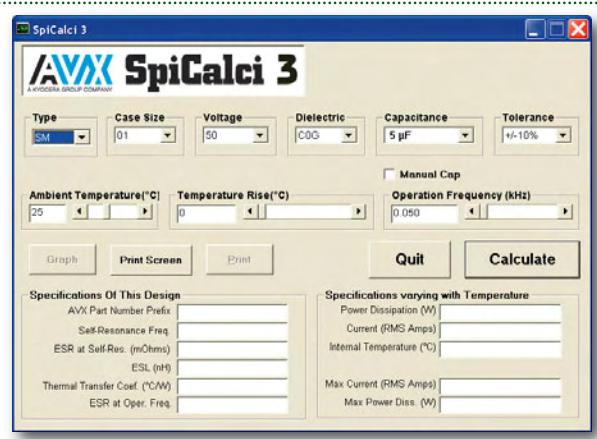 SpiCalci 3
AVX SpiCalci 3
A KYOCERA GROUP COMPANY
Type Case Size Voltage Dielectric Capacitance Tolerance
SM 01 50 C0G 5 µF +/-10%
Manual Cap
Ambient Temperature(°C) Temperature Rise(°C) Operation Frequency (kHz)
25 0 0.050
Graph Print Screen Print Quit Calculate
Specifications Of This Design
AVX Part Number Prefix
Self-Resonance Freq.
ESR at Self-Res. (mOhms)
ESL (nH)
Thermal Transfer Coef. (°C/W)
ESR at Oper. Freq.
Specifications varying with Temperature
Power Dissipation (W)
Current (RMS Amps)
Internal Temperature (°C)
Max Current (RMS Amps)
Max Power Diss. (W)